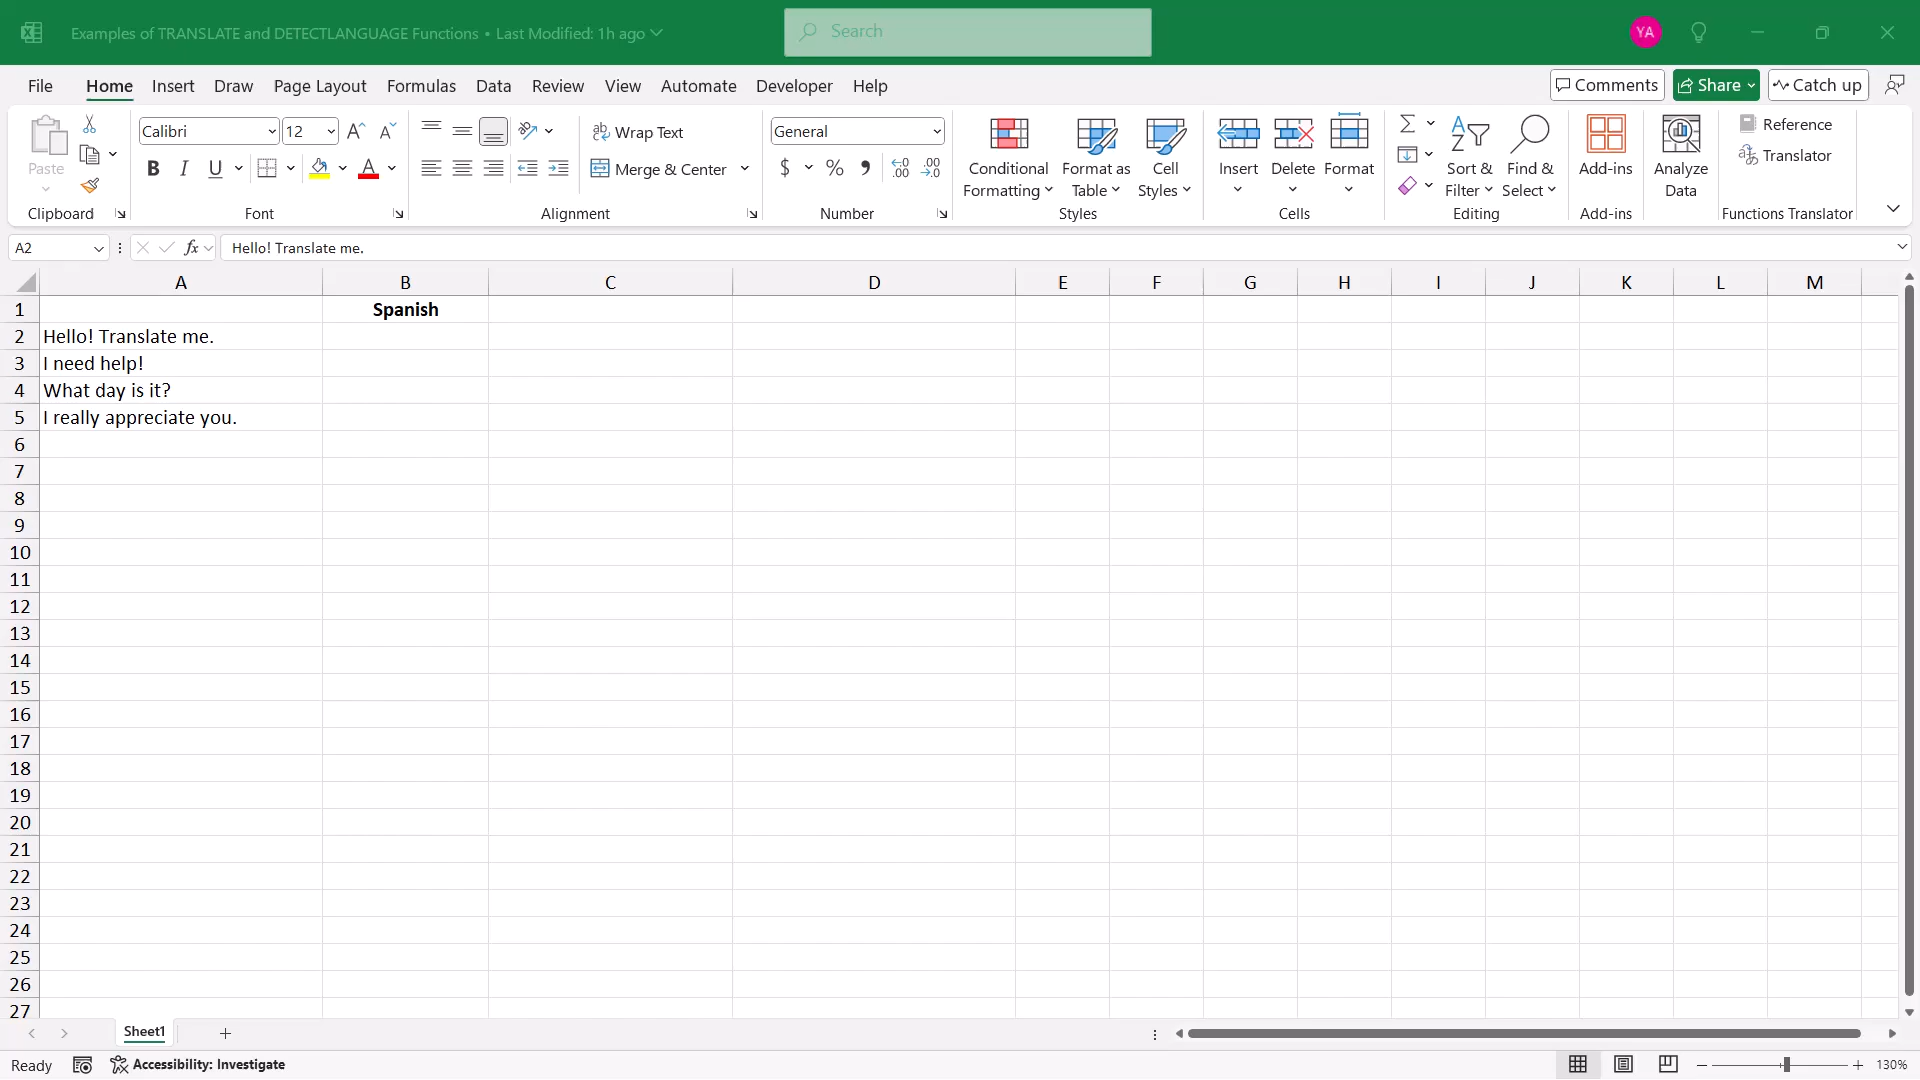 Examples of TRANSLATE and DETECTLANGUAGE Functions • Last Modified: 1h ago
Search
YA
File Home Insert Draw Page Layout Formulas Data Review View Automate Developer Help
Comments Share Catch up
Paste
Clipboard
Calibri 12
B I U
Font
Wrap Text
Merge & Center
Alignment
General
$ % 9 .00
Number
Conditional Formatting
Format as Table
Cell Styles
Styles
Insert Delete Format
Cells
Sort & Filter
Find & Select
Editing
Add-ins
Add-ins
Analyze Data
Reference
Translator
Functions Translator
A2 fx Hello! Translate me.
A B C D E F G H I J K L M
1 Spanish
2 Hello! Translate me.
3 I need help!
4 What day is it?
5 I really appreciate you.
6
7
8
9
10
11
12
13
14
15
16
17
18
19
20
21
22
23
24
25
26
27
Sheet1
Ready Accessibility: Investigate 130%